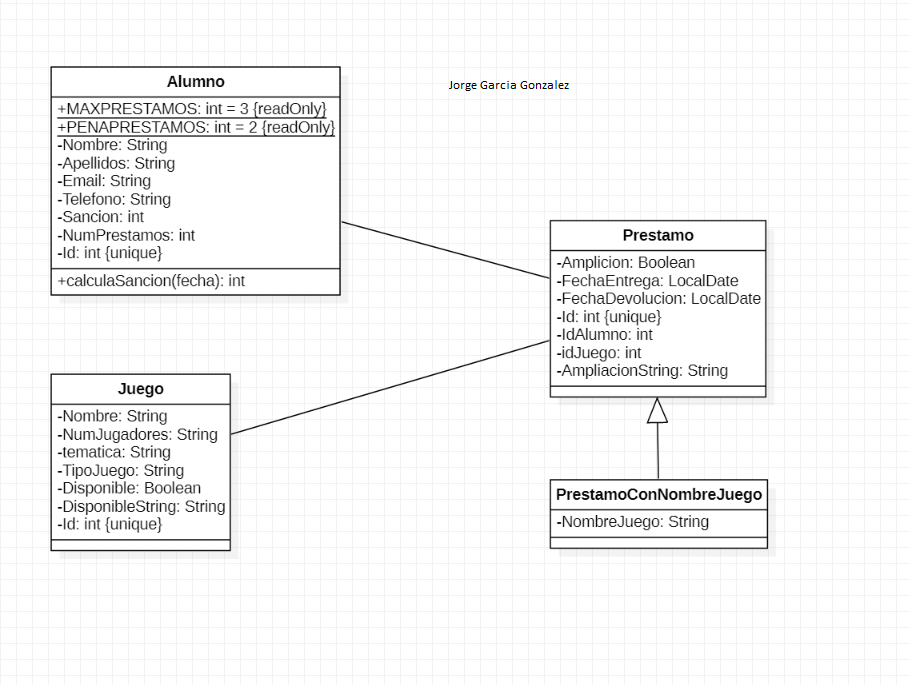 Jorge Garcia Gonzalez
Alumno
+MAXPRESTAMOS: int = 3 {readOnly}
+PENAPRESTAMOS: int = 2 {readOnly}
-Nombre: String
-Apellidos: String
-Email: String
-Telefono: String
-Sancion: int
-NumPrestamos: int
-Id: int {unique}
+calculaSancion(fecha): int
Prestamo
-Amplicion: Boolean
-FechaEntrega: LocalDate
-FechaDevolucion: LocalDate
-Id: int {unique}
-IdAlumno: int
-idJuego: int
-AmpliacionString: String
Juego
-Nombre: String
-NumJugadores: String
-tematica: String
-TipoJuego: String
-Disponible: Boolean
-DisponibleString: String
-Id: int {unique}
PrestamoConNombreJuego
-NombreJuego: String